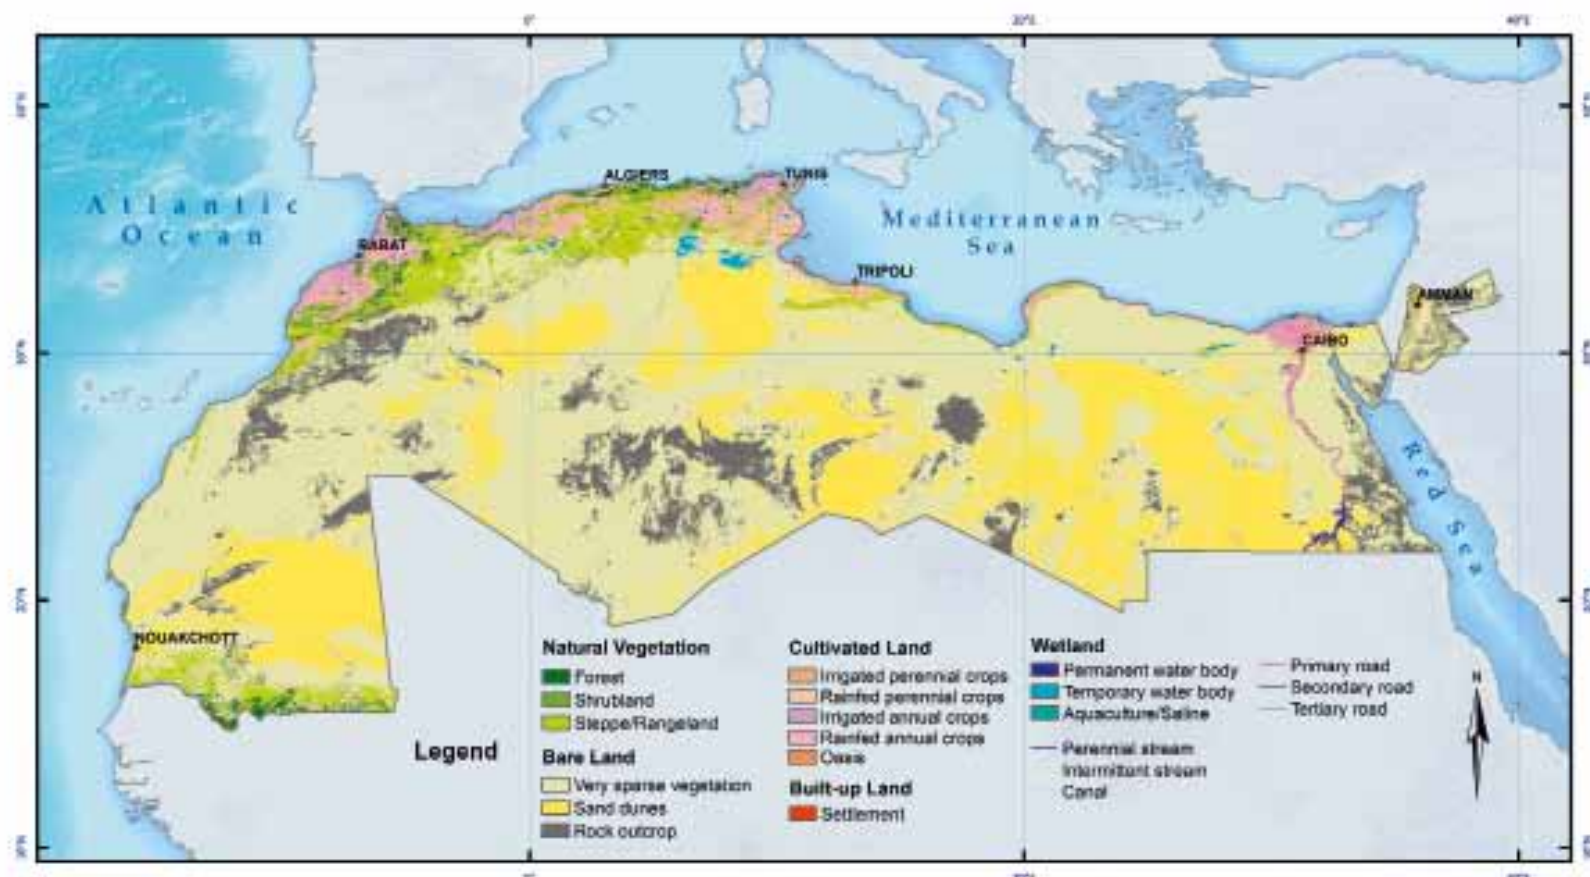 0°
20°E
40°E
Atlantic
Ocean
ALGIERS
TUNIS
RABAT
Mediterranean
Sea
TRIPOLI
AMMAN
CAIRO
Red Sea
NOUAKCHOTT
Legend
Natural Vegetation
Forest
Shrubland
Steppe/Rangeland
Bare Land
Very sparse vegetation
Sand dunes
Rock outcrop
Cultivated Land
Irrigated perennial crops
Rainfed perennial crops
Irrigated annual crops
Rainfed annual crops
Oasis
Built-up Land
Settlement
Wetland
Permanent water body
Temporary water body
Aquaculture/Saline
Perennial stream
Intermittent stream
Canal
Primary road
Secondary road
Tertiary road
N